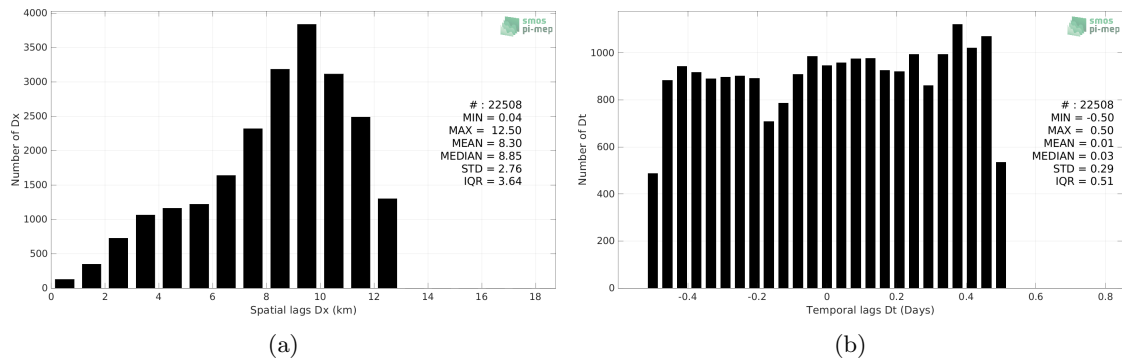 smos
pi-mep
4000
3500
3000
2500
2000
1500
1000
500
0
Number of Dx
# : 22508
MIN = 0.04
MAX = 12.50
MEAN = 8.30
MEDIAN = 8.85
STD = 2.76
IQR = 3.64
0 2 4 6 8 10 12 14 16 18
Spatial lags Dx (km)
(a)
smos
pi-mep
1000
800
600
400
200
0
Number of Dt
# : 22508
MIN = -0.50
MAX = 0.50
MEAN = 0.01
MEDIAN = 0.03
STD = 0.29
IQR = 0.51
-0.4 -0.2 0 0.2 0.4 0.6 0.8
Temporal lags Dt (Days)
(b)